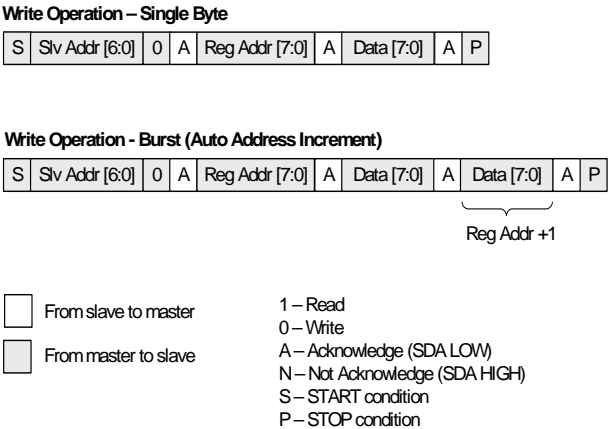 Write Operation – Single Byte
S Slv Addr [6:0] 0 A Reg Addr [7:0] A Data [7:0] A P
Write Operation - Burst (Auto Address Increment)
S Slv Addr [6:0] 0 A Reg Addr [7:0] A Data [7:0] A Data [7:0] A P
Reg Addr +1
From slave to master
From master to slave
1 – Read
0 – Write
A – Acknowledge (SDA LOW)
N – Not Acknowledge (SDA HIGH)
S – START condition
P – STOP condition